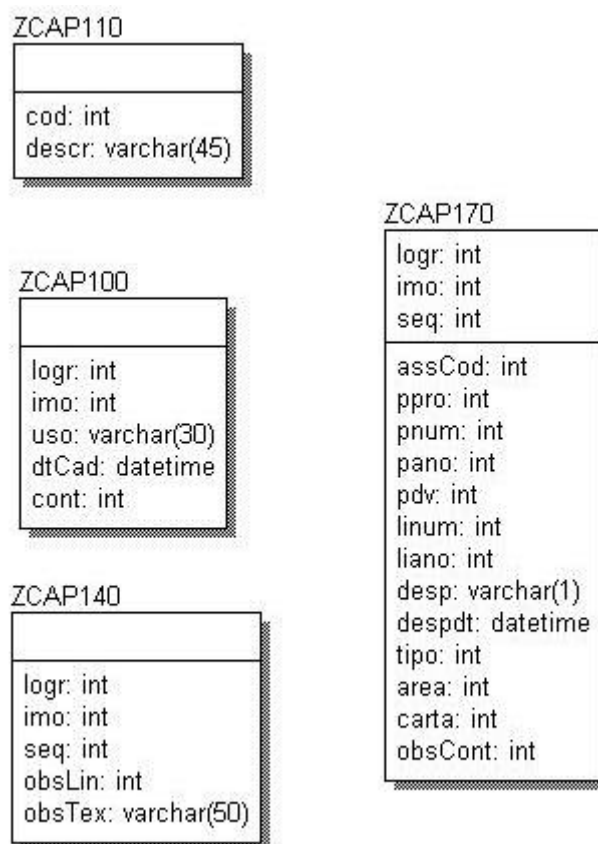 ZCAP110
cod: int
descr: varchar(45)
ZCAP100
logr: int
imo: int
uso: varchar(30)
dtCad: datetime
cont: int
ZCAP140
logr: int
imo: int
seq: int
obsLin: int
obsTex: varchar(50)
ZCAP170
logr: int
imo: int
seq: int
assCod: int
ppro: int
pnum: int
pano: int
pdv: int
linum: int
liano: int
desp: varchar(1)
despdt: datetime
tipo: int
area: int
carta: int
obsCont: int